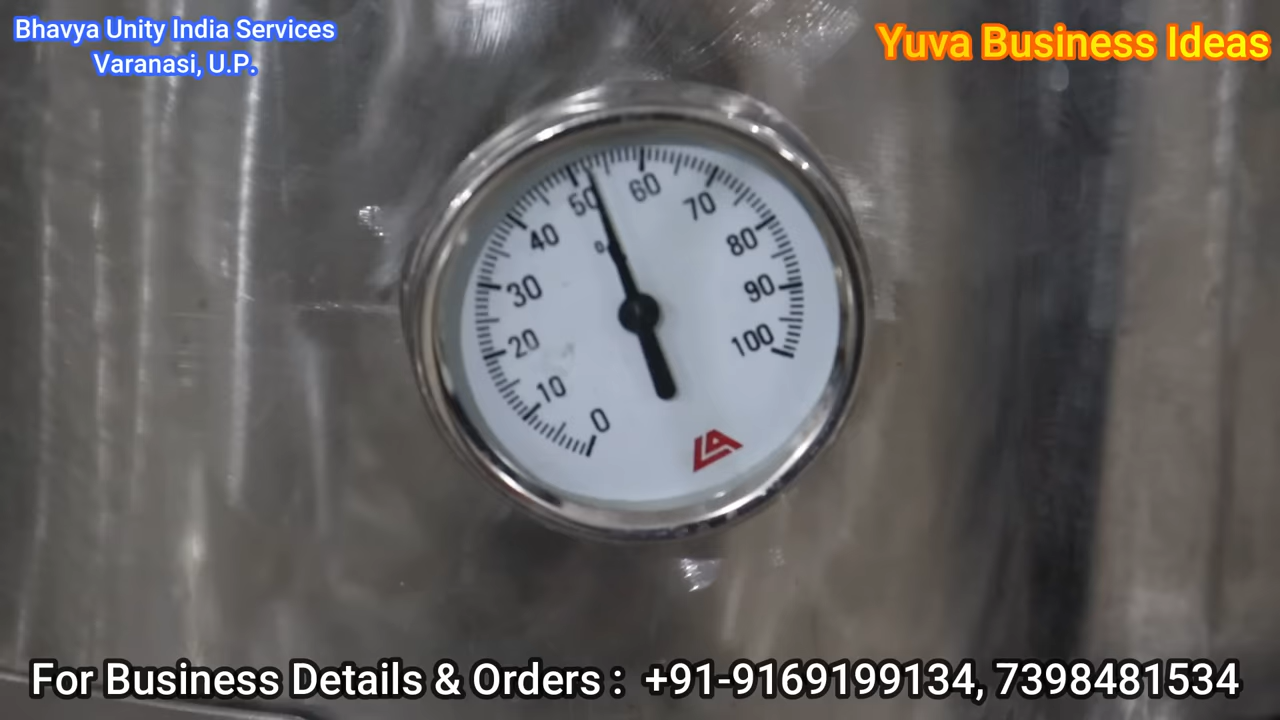 Bhavya Unity India Services
Varanasi, U.P.
Yuva Business Ideas
60
50
70
40
80
30
90
20
100
10
0
For Business Details & Orders : +91-9169199134, 7398481534